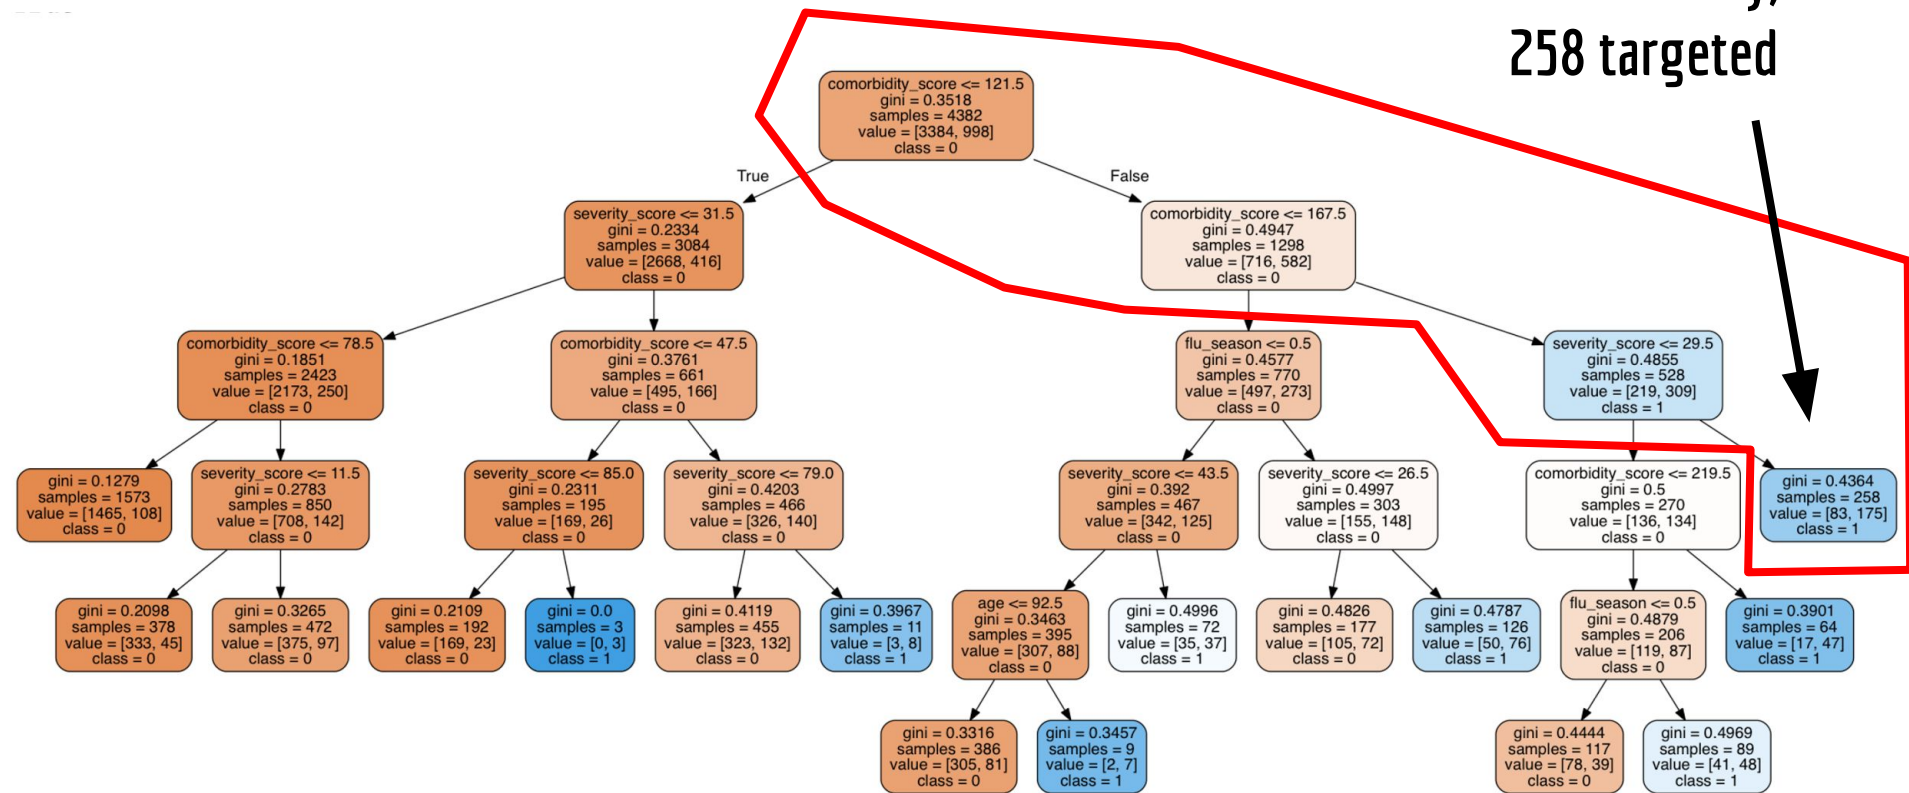 258 targeted
comorbidity_score <= 121.5
gini = 0.3518
samples = 4382
value = [3384, 998]
class = 0
True
False
severity_score <= 31.5
gini = 0.2334
samples = 3084
value = [2668, 416]
class = 0
comorbidity_score <= 167.5
gini = 0.4947
samples = 1298
value = [716, 582]
class = 0
comorbidity_score <= 78.5
gini = 0.1851
samples = 2423
value = [2173, 250]
class = 0
comorbidity_score <= 47.5
gini = 0.3761
samples = 661
value = [495, 166]
class = 0
flu_season <= 0.5
gini = 0.4577
samples = 770
value = [497, 273]
class = 0
severity_score <= 29.5
gini = 0.4855
samples = 528
value = [219, 309]
class = 1
gini = 0.1279
samples = 1573
value = [1465, 108]
class = 0
severity_score <= 11.5
gini = 0.2783
samples = 850
value = [708, 142]
class = 0
severity_score <= 85.0
gini = 0.2311
samples = 195
value = [169, 26]
class = 0
severity_score <= 79.0
gini = 0.4203
samples = 466
value = [326, 140]
class = 0
severity_score <= 43.5
gini = 0.392
samples = 467
value = [342, 125]
class = 0
severity_score <= 26.5
gini = 0.4997
samples = 303
value = [155, 148]
class = 0
comorbidity_score <= 219.5
gini = 0.5
samples = 270
value = [136, 134]
class = 0
gini = 0.4364
samples = 258
value = [83, 175]
class = 1
gini = 0.2098
samples = 378
value = [333, 45]
class = 0
gini = 0.3265
samples = 472
value = [375, 97]
class = 0
gini = 0.2109
samples = 192
value = [169, 23]
class = 0
gini = 0.0
samples = 3
value = [0, 3]
class = 1
gini = 0.4119
samples = 455
value = [323, 132]
class = 0
gini = 0.3967
samples = 11
value = [3, 8]
class = 1
age <= 92.5
gini = 0.3463
samples = 395
value = [307, 88]
class = 0
gini = 0.4996
samples = 72
value = [35, 37]
class = 1
gini = 0.4826
samples = 177
value = [105, 72]
class = 0
gini = 0.4787
samples = 126
value = [50, 76]
class = 1
flu_season <= 0.5
gini = 0.4879
samples = 206
value = [119, 87]
class = 0
gini = 0.3901
samples = 64
value = [17, 47]
class = 1
gini = 0.3316
samples = 386
value = [305, 81]
class = 0
gini = 0.3457
samples = 9
value = [2, 7]
class = 1
gini = 0.4444
samples = 117
value = [78, 39]
class = 0
gini = 0.4969
samples = 89
value = [41, 48]
class = 1